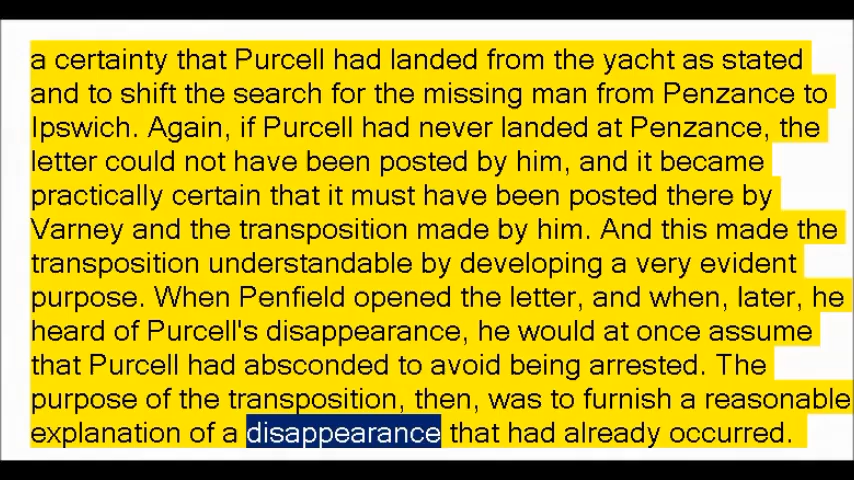 a certainty that Purcell had landed from the yacht as stated
and to shift the search for the missing man from Penzance to
Ipswich. Again, if Purcell had never landed at Penzance, the
letter could not have been posted by him, and it became
practically certain that it must have been posted there by
Varney and the transposition made by him. And this made the
transposition understandable by developing a very evident
purpose. When Penfield opened the letter, and when, later, he
heard of Purcell's disappearance, he would at once assume
that Purcell had absconded to avoid being arrested. The
purpose of the transposition, then, was to furnish a reasonable
explanation of a disappearance that had already occurred.